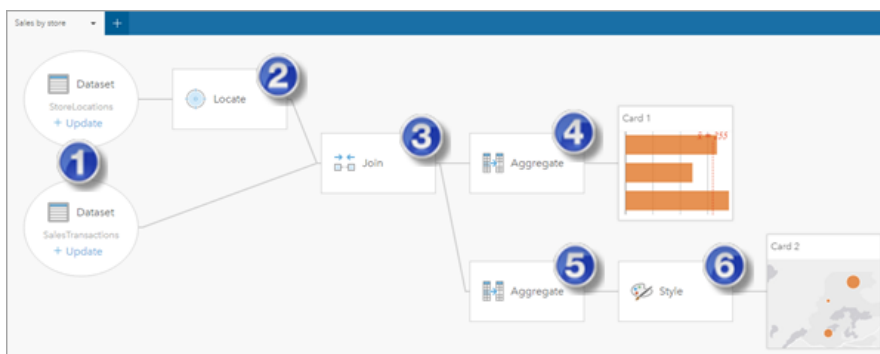 Sales by store
+
Dataset
StoreLocations
+ Update
1
Dataset
SalesTransactions
+ Update
2
Locate
3
Join
4
Aggregate
Card 1
5
Aggregate
6
Style
Card 2